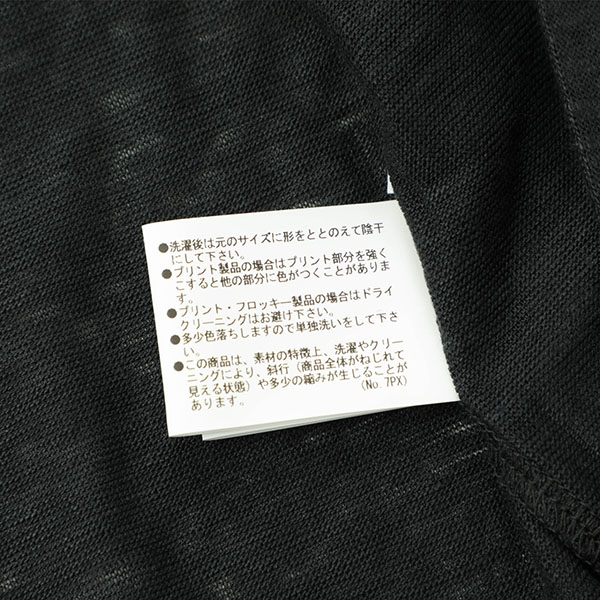 ●洗濯後は元のサイズに形をととのえて陰干
にして下さい。
●プリント製品の場合はプリント部分を強く
こすると他の部分に色がつくことがありま
す。
●プリント・フロッキー製品の場合はドライ
クリーニングはお避け下さい。
●多少色落ちしますので単独洗いをして下さ
い。
●この商品は、素材の特徴上、洗濯やクリー
ニングにより、斜行（商品全体がねじれて
見える状態）や多少の縮みが生じることが
あります。 (No. 7PX)